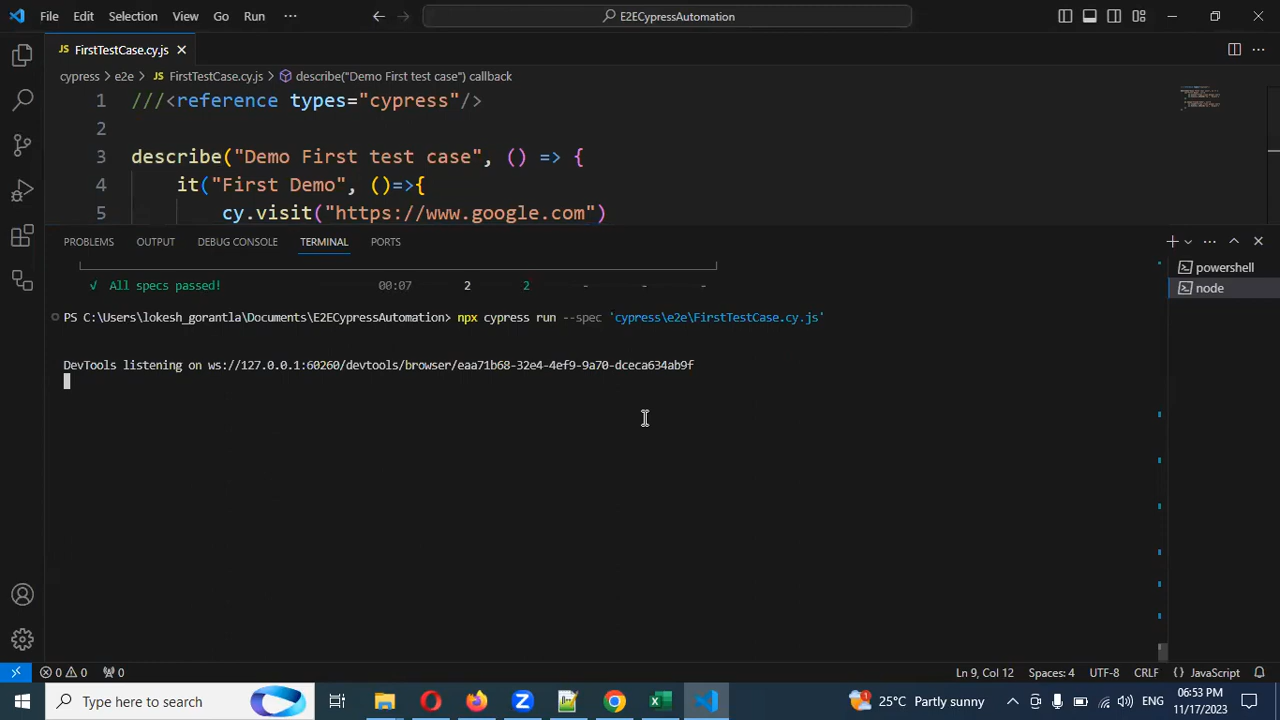 File Edit Selection View Go Run ··· E2ECypressAutomation
JS FirstTestCase.cy.js
cypress > e2e > JS FirstTestCase.cy.js > describe("Demo First test case") callback
1 ///<reference types="cypress"/>
2
3 describe("Demo First test case", () => {
4 it("First Demo", ()=>{
5 cy.visit("https://www.google.com")
PROBLEMS OUTPUT DEBUG CONSOLE TERMINAL PORTS
powershell
node
√ All specs passed! 00:07 2 2 - - -
PS C:\Users\lokesh_gorantla\Documents\E2ECypressAutomation> npx cypress run --spec 'cypress\e2e\FirstTestCase.cy.js'
DevTools listening on ws://127.0.0.1:60260/devtools/browser/eaa71b68-32e4-4ef9-9a70-dceca634ab9f
0 0 0 Ln 9, Col 12 Spaces: 4 UTF-8 CRLF { } JavaScript
Type here to search 1 25°C Partly sunny ENG 06:53 PM
11/17/2023